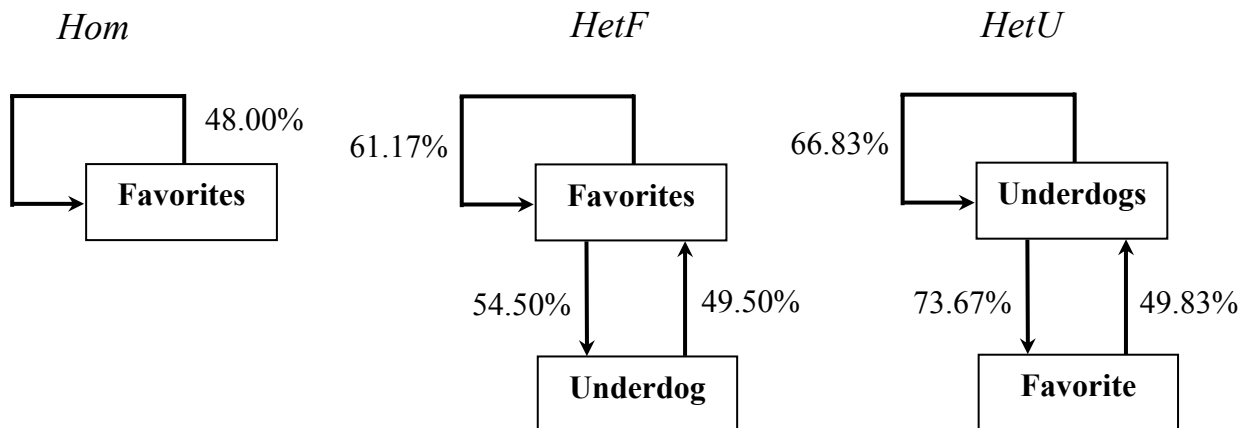 Hom
48.00%
Favorites
HetF
61.17%
Favorites
54.50%
49.50%
Underdog
HetU
66.83%
Underdogs
73.67%
49.83%
Favorite